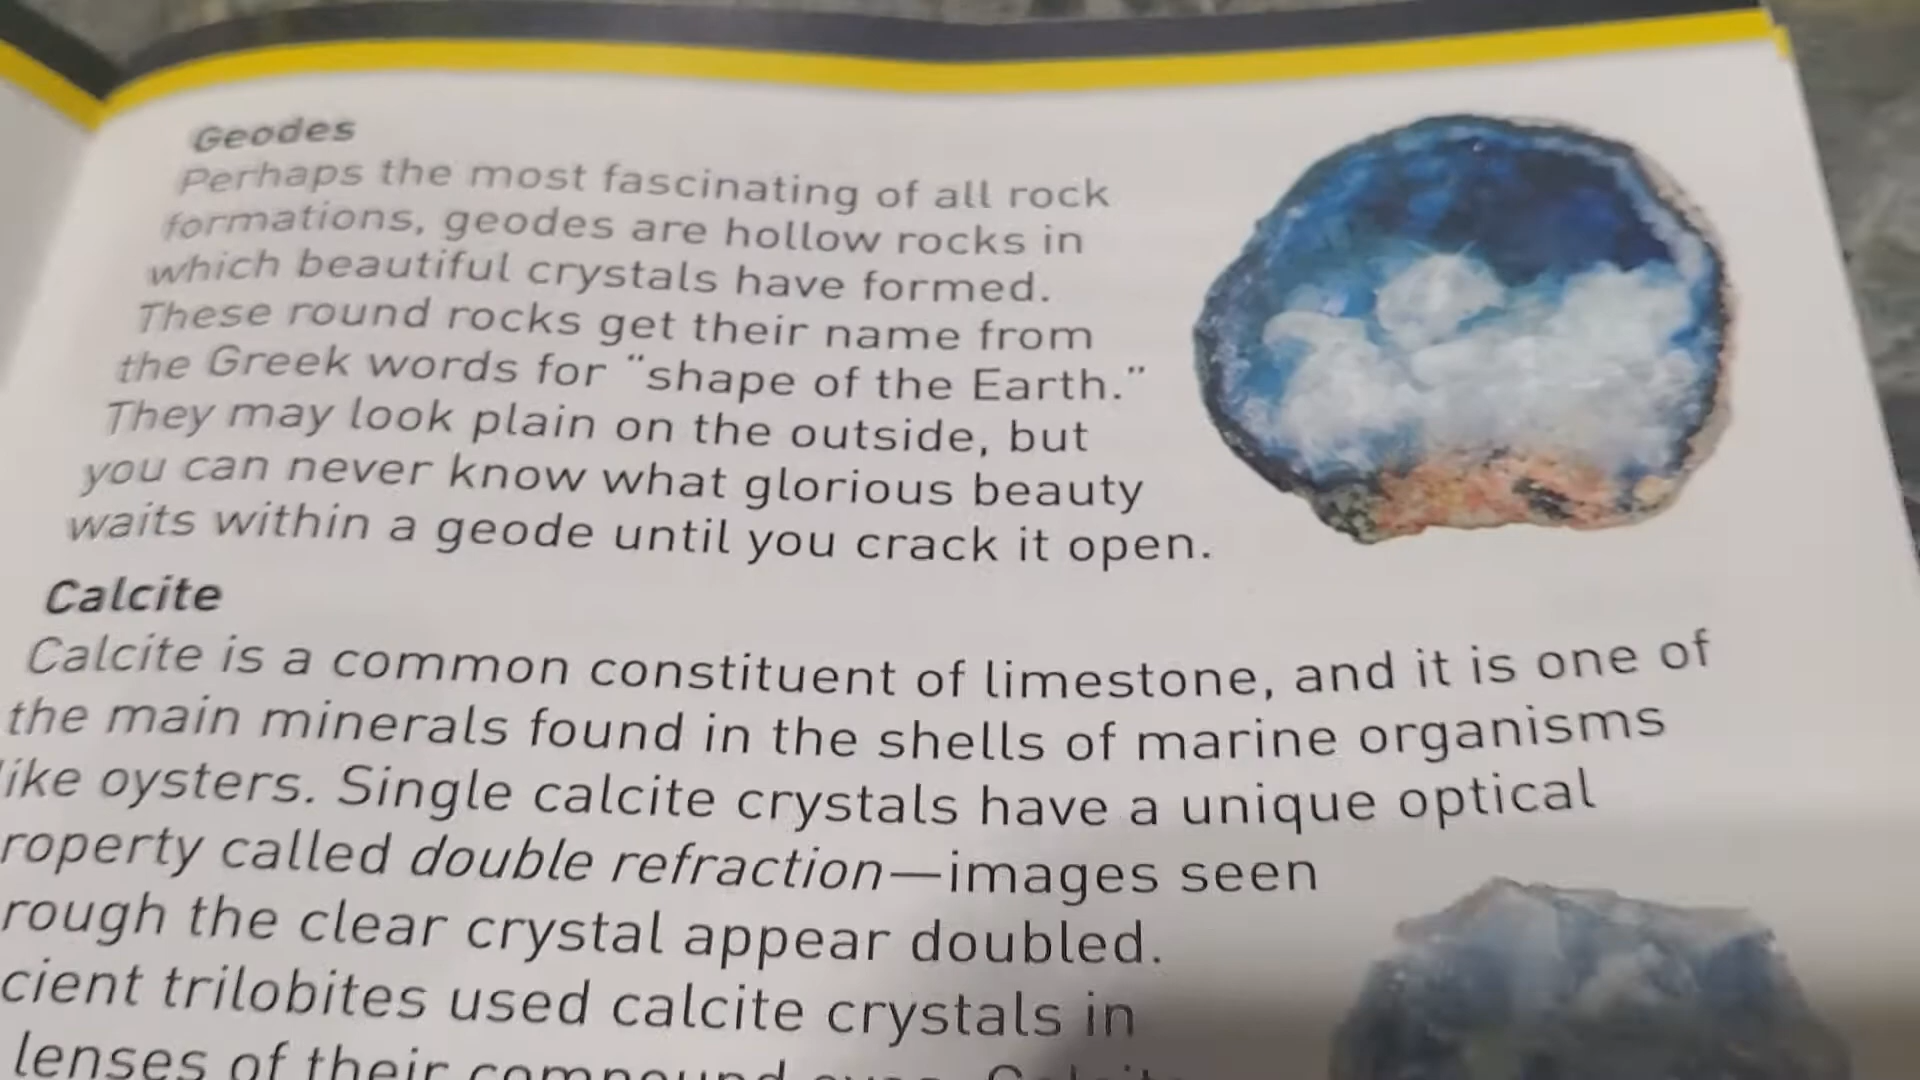 Geodes
Perhaps the most fascinating of all rock
formations, geodes are hollow rocks in
which beautiful crystals have formed.
These round rocks get their name from
the Greek words for “shape of the Earth.”
They may look plain on the outside, but
you can never know what glorious beauty
waits within a geode until you crack it open.
Calcite
Calcite is a common constituent of limestone, and it is one of
the main minerals found in the shells of marine organisms
like oysters. Single calcite crystals have a unique optical
roperty called double refraction—images seen
rough the clear crystal appear doubled.
cient trilobites used calcite crystals in
lenses of their compound